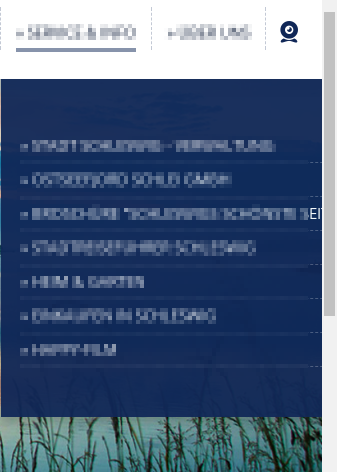 » SERVICE & INFO » ÜBER UNS
» STADT SCHLESWIG - VERWALTUNG
» OSTSEEFJORD SCHLEI GMBH
» BROSCHÜRE "SCHLESWIGS SCHÖNSTE SEI
» STADTREISEFÜHRER SCHLESWIG
» HEIM & GARTEN
» EINKAUFEN IN SCHLESWIG
» HAPPY-FILM